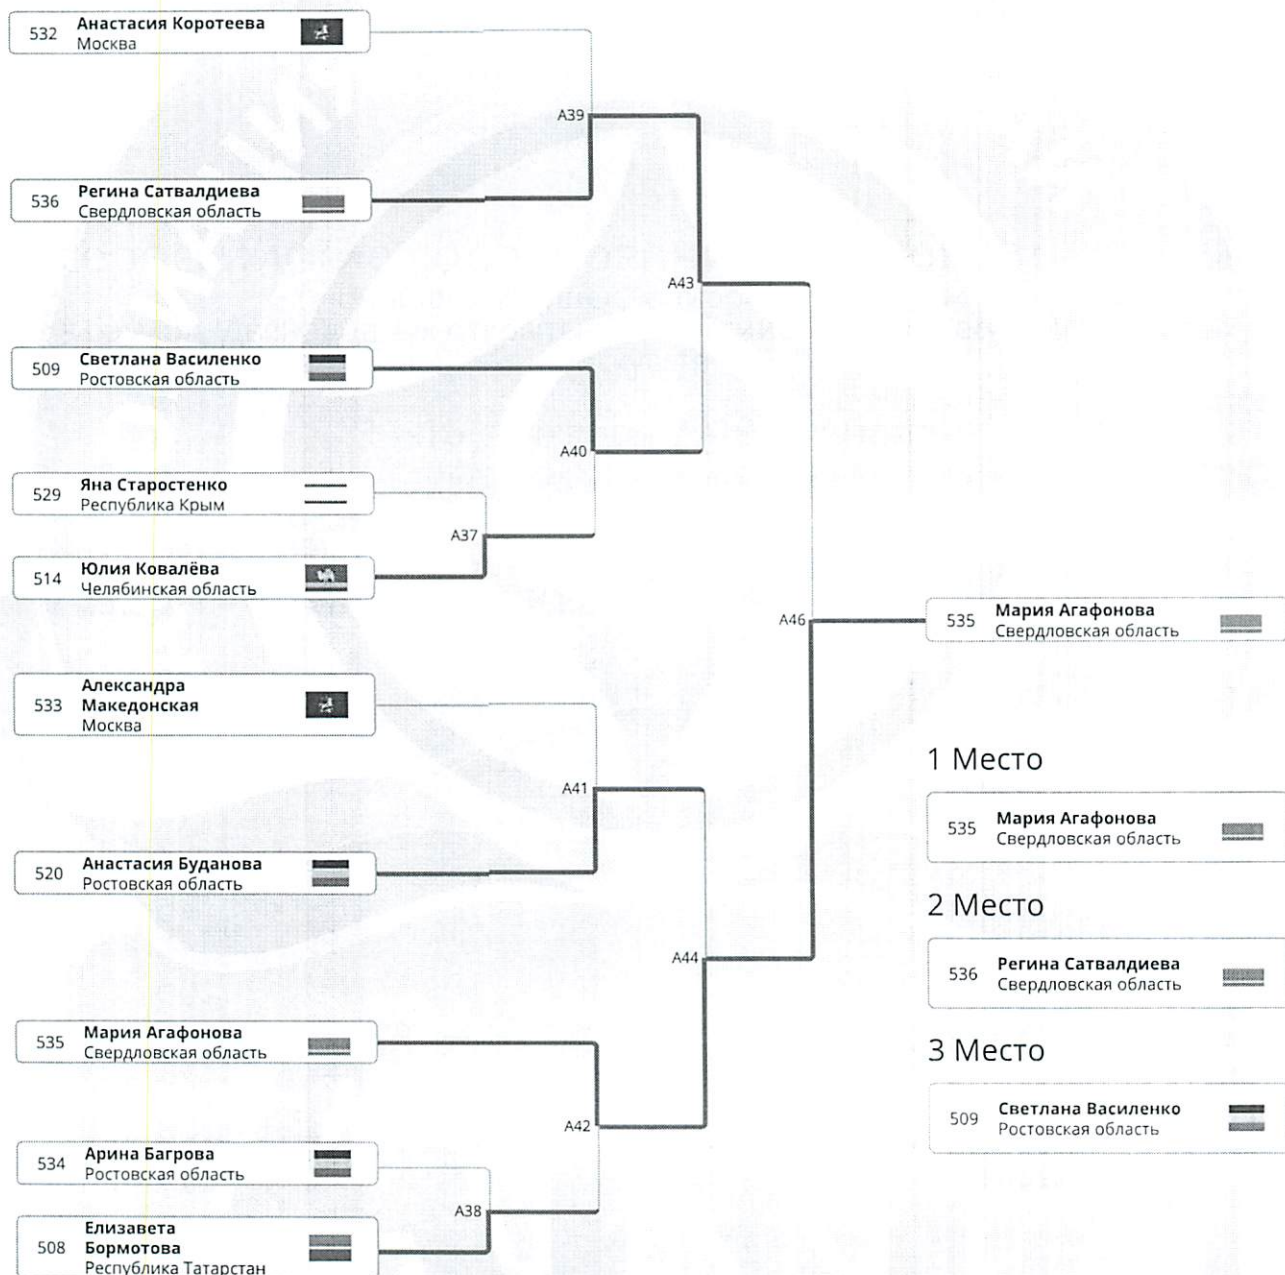 532 Анастасия Коротеева
Москва
A39
536 Регина Сатвалдиева
Свердловская область
A43
509 Светлана Василенко
Ростовская область
A40
529 Яна Старостенко
Республика Крым
A37
514 Юлия Ковалёва
Челябинская область
A46
535 Мария Агафонова
Свердловская область
533 Александра
Македонская
Москва
1 Место
A41
535 Мария Агафонова
Свердловская область
520 Анастасия Буданова
Ростовская область
2 Место
A44
536 Регина Сатвалдиева
Свердловская область
535 Мария Агафонова
Свердловская область
3 Место
509 Светлана Василенко
Ростовская область
A42
534 Арина Багрова
Ростовская область
A38
508 Елизавета
Бормотова
Республика Татарстан